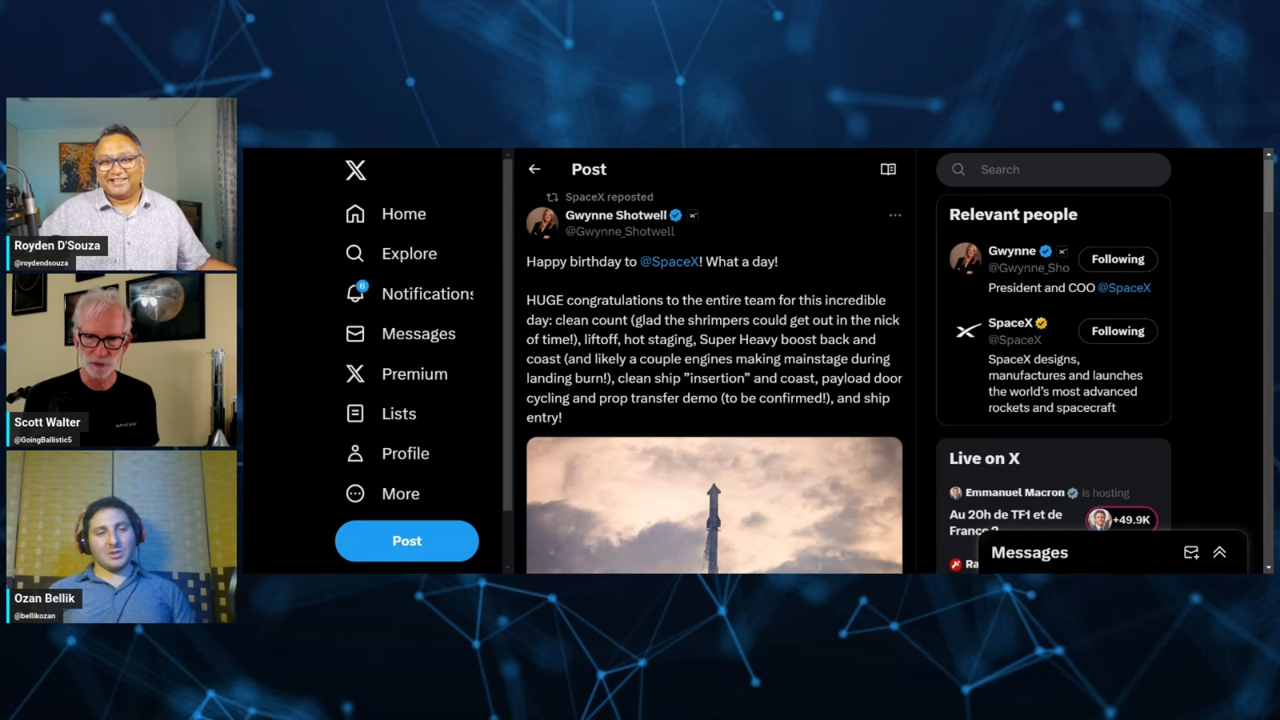 Royden D'Souza
@roydendsouza
Scott Walter
@GoingBallistic5
Ozan Bellik
@bellikozan
X
Home
Explore
6
Notifications
Messages
X
Premium
Lists
Profile
More
Post
Post
SpaceX reposted
Gwynne Shotwell
@Gwynne_Shotwell
Happy birthday to @SpaceX! What a day!
HUGE congratulations to the entire team for this incredible
day: clean count (glad the shrimpers could get out in the nick
of time!), liftoff, hot staging, Super Heavy boost back and
coast (and likely a couple engines making mainstage during
landing burn!), clean ship "insertion" and coast, payload door
cycling and prop transfer demo (to be confirmed!), and ship
entry!
Search
Relevant people
Gwynne
@Gwynne_Sho
Following
President and COO @SpaceX
SpaceX
@SpaceX
Following
SpaceX designs,
manufactures and launches
the world's most advanced
rockets and spacecraft
Live on X
Emmanuel Macron is hosting
Au 20h de TF1 et de
France 2
+49.9K
Ra
Messages